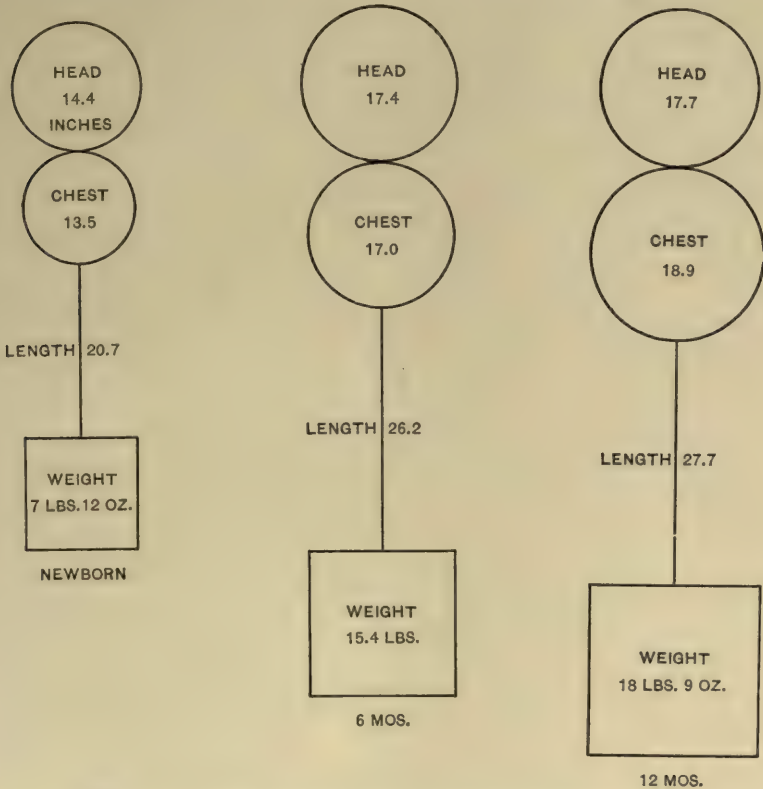 HEAD
14.4
INCHES
CHEST
13.5
LENGTH 20.7
WEIGHT
7 LBS.12 OZ.
NEWBORN
HEAD
17.4
CHEST
17.0
LENGTH 26.2
WEIGHT
15.4 LBS.
6 MOS.
HEAD
17.7
CHEST
18.9
LENGTH 27.7
WEIGHT
18 LBS. 9 OZ.
12 MOS.